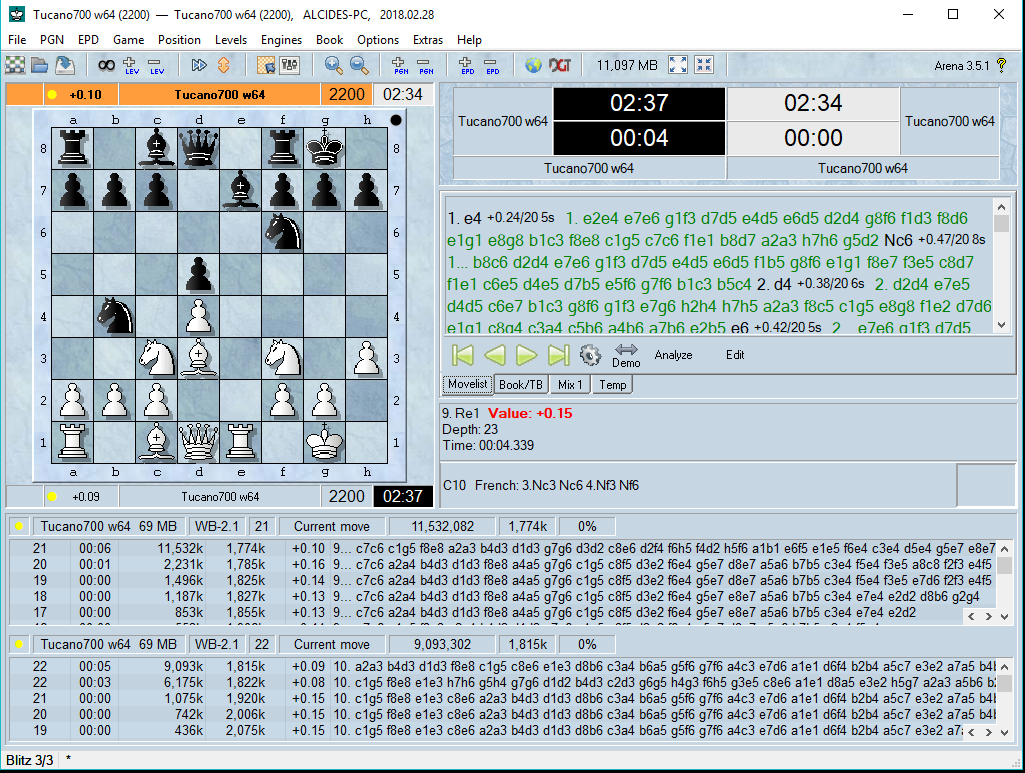 Tucano700 w64 (2200) — Tucano700 w64 (2200), ALCIDES-PC, 2018.02.28
File PGN EPD Game Position Levels Engines Book Options Extras Help
LEV LEV PGN PGN EPD EPD DGT 11,097 MB Arena 3.5.1
+0.10 Tucano700 w64 2200 02:34
a b c d e f g h
8 8
7 7
6 6
5 5
4 4
3 3
2 2
1 1
a b c d e f g h
+0.09 Tucano700 w64 2200 02:37
Tucano700 w64 02:37 02:34 Tucano700 w64
00:04 00:00
Tucano700 w64 Tucano700 w64
1. e4 +0.24/20 5s 1. e2e4 e7e6 g1f3 d7d5 e4d5 e6d5 d2d4 g8f6 f1d3 f8d6
e1g1 e8g8 b1c3 f8e8 c1g5 c7c6 f1e1 b8d7 a2a3 h7h6 g5d2 Nc6 +0.47/20 8s
1... b8c6 d2d4 e7e6 g1f3 d7d5 e4d5 e6d5 f1b5 g8f6 e1g1 f8e7 f3e5 c8d7
f1e1 c6e5 d4e5 d7b5 e5f6 g7f6 b1c3 b5c4 2. d4 +0.38/20 6s 2. d2d4 e7e5
d4d5 c6e7 b1c3 g8f6 g1f3 e7g6 h2h4 h7h5 a2a3 f8c5 c1g5 e8g8 f1e2 d7d6
e1g1 c8g4 c3a4 c5b6 a4b6 a7b6 e2b5 e6 +0.42/20 5s 2... e7e6 g1f3 d7d5
Demo Analyze Edit
Movelist Book/TB Mix 1 Temp
9. Re1 Value: +0.15
Depth: 23
Time: 00:04.339
C10 French: 3.Nc3 Nc6 4.Nf3 Nf6
Tucano700 w64 69 MB WB-2.1 21 Current move 11,532,082 1,774k 0%
21 00:06 11,532k 1,774k +0.10 9... c7c6 c1g5 f8e8 a2a3 b4d3 d1d3 g7g6 d3d2 c8e6 d2f4 f6h5 f4d2 h5f6 a1b1 e6f5 e1e5 f6e4 c3e4 d5e4 g5e7 e8e7
20 00:01 2,231k 1,785k +0.16 9... c7c6 a2a4 b4d3 d1d3 f8e8 a4a5 g7g6 c1g5 c8f5 d3e2 f6e4 g5e7 d8e7 a5a6 b7b5 c3e4 f5e4 f3e5 a8c8 f2f3 e4f5
19 00:00 1,496k 1,825k +0.14 9... c7c6 a2a4 b4d3 d1d3 f8e8 a4a5 g7g6 c1g5 c8f5 d3e2 f6e4 g5e7 d8e7 a5a6 b7b5 c3e4 f5e4 f3e5 e7d6 f2f3 e4f5
18 00:00 1,187k 1,827k +0.13 9... c7c6 a2a4 b4d3 d1d3 f8e8 a4a5 g7g6 c1g5 c8f5 d3e2 f6e4 g5e7 e8e7 a5a6 b7b5 c3e4 e7e4 e2d2 d8b6 g2g4
17 00:00 853k 1,855k +0.13 9... c7c6 a2a4 b4d3 d1d3 f8e8 a4a5 g7g6 c1g5 c8f5 d3e2 f6e4 g5e7 e8e7 a5a6 b7b5 c3e4 e7e4 e2d2
Tucano700 w64 69 MB WB-2.1 22 Current move 9,093,302 1,815k 0%
22 00:05 9,093k 1,815k +0.09 10. a2a3 b4d3 d1d3 f8e8 c1g5 c8e6 e1e3 d8b6 c3a4 b6a5 g5f6 g7f6 a4c3 e7d6 a1e1 d6f4 b2b4 a5c7 e3e2 a7a5 b4b
22 00:03 6,175k 1,822k +0.08 10. c1g5 f8e8 e1e3 h7h6 g5h4 g7g6 d1d2 b4d3 c2d3 g6g5 h4g3 f6h5 g3e5 c8e6 a1e1 d8a5 e3e2 h5g7 a2a3 a5b6 b
21 00:00 1,075k 1,920k +0.15 10. c1g5 f8e8 e1e3 c8e6 a2a3 b4d3 d1d3 d8b6 c3a4 b6a5 g5f6 g7f6 a4c3 e7d6 a1e1 d6f4 b2b4 a5c7 e3e2 a7a5 b4
20 00:00 742k 2,006k +0.15 10. c1g5 f8e8 e1e3 c8e6 a2a3 b4d3 d1d3 d8b6 c3a4 b6a5 g5f6 g7f6 a4c3 e7d6 a1e1 d6f4 b2b4 a5c7 e3e2 a7a5 b4
19 00:00 436k 2,075k +0.15 10. c1g5 f8e8 e1e3 c8e6 a2a3 b4d3 d1d3 d8b6 c3a4 b6a5 g5f6 g7f6 a4c3 e7d6 a1e1 d6f4 b2b4 a5c7 e3e2 a7
Blitz 3/3 *